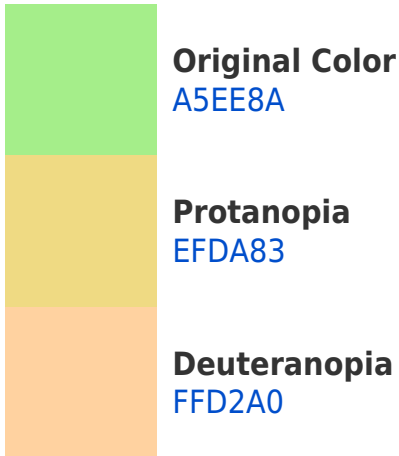 Original Color
A5EE8A
Protanopia
EFDA83
Deuteranopia
FFD2A0